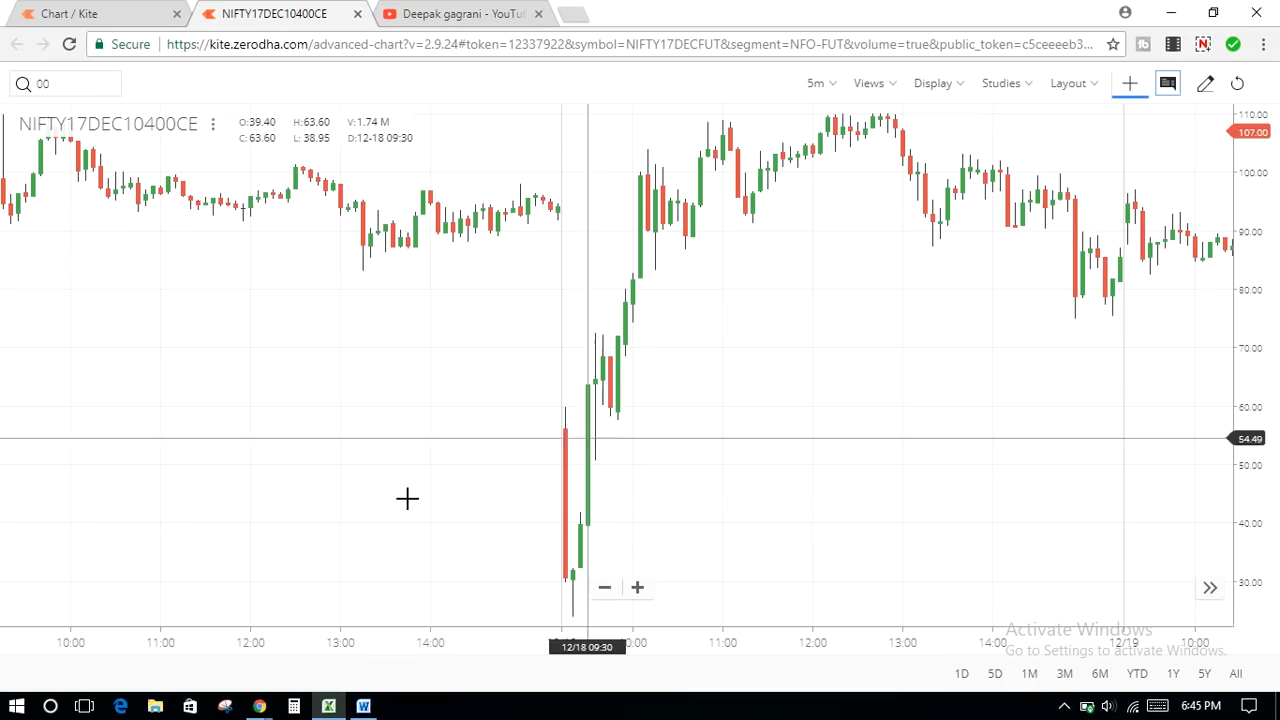 Chart / Kite
NIFTY17DEC10400CE
Deepak gagrani - YouTu
Secure
https://kite.zerodha.com/advanced-chart?v=2.9.24#token=12337922&symbol=NIFTY17DECFUT&segment=NFO-FUT&volume=true&public_token=c5ceeeeb3...
00
5m
Views
Display
Studies
Layout
NIFTY17DEC10400CE
O:39.40 H:63.60 V:1.74 M
C:63.60 L:38.95 D:12-18 09:30
110.00
107.00
100.00
90.00
80.00
70.00
60.00
54.49
50.00
40.00
30.00
10:00 11:00 12:00 13:00 14:00 12/18 09:30 11:00 12:00 13:00 14:00 12/19 10:00
Activate Windows
Go to Settings to activate Windows.
1D 5D 1M 3M 6M YTD 1Y 5Y All
6:45 PM